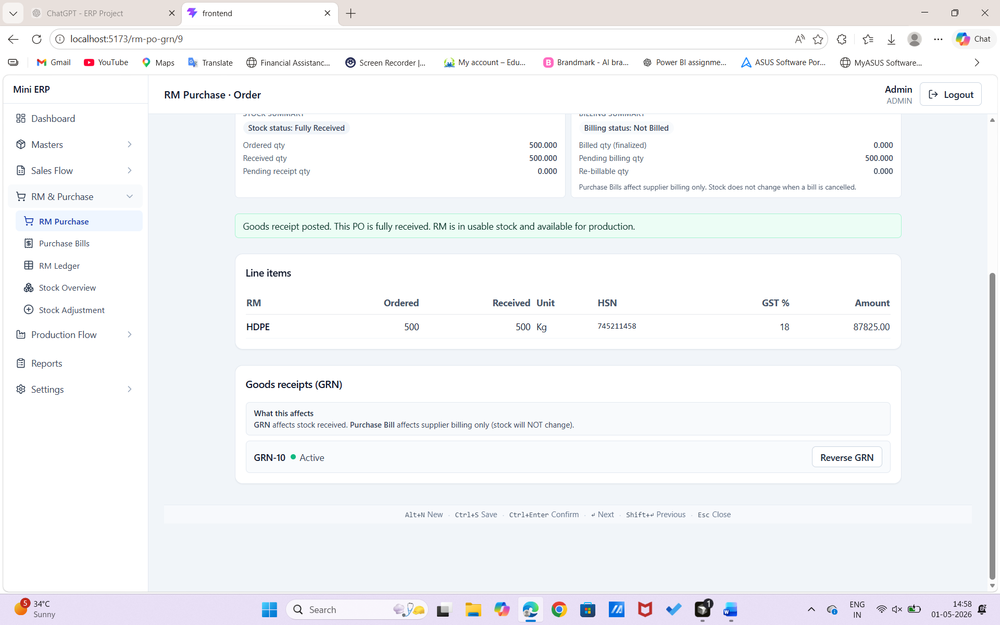 ChatGPT - ERP Project
frontend
localhost:5173/rm-po-grn/9
Chat
Gmail
YouTube
Maps
Translate
Financial Assistanc...
Screen Recorder |...
My account – Edu...
Brandmark - AI bra...
Power BI assignme...
ASUS Software Por...
MyASUS Software...
Mini ERP
RM Purchase · Order
Admin
ADMIN
Logout
Dashboard
Masters
Sales Flow
RM & Purchase
RM Purchase
Purchase Bills
RM Ledger
Stock Overview
Stock Adjustment
Production Flow
Reports
Settings
STOCK SUMMARY
Stock status: Fully Received
Ordered qty 500.000
Received qty 500.000
Pending receipt qty 0.000
BILLING SUMMARY
Billing status: Not Billed
Billed qty (finalized) 0.000
Pending billing qty 500.000
Re-billable qty 0.000
Purchase Bills affect supplier billing only. Stock does not change when a bill is cancelled.
Goods receipt posted. This PO is fully received. RM is in usable stock and available for production.
Line items
RM Ordered Received Unit HSN GST % Amount
HDPE 500 500 Kg 745211458 18 87825.00
Goods receipts (GRN)
What this affects
GRN affects stock received. Purchase Bill affects supplier billing only (stock will NOT change).
GRN-10 Active
Reverse GRN
Alt+N New · Ctrl+S Save · Ctrl+Enter Confirm · ↵ Next · Shift+↵ Previous · Esc Close
5
34°C
Sunny
Search
1
ENG
IN
14:58
01-05-2026